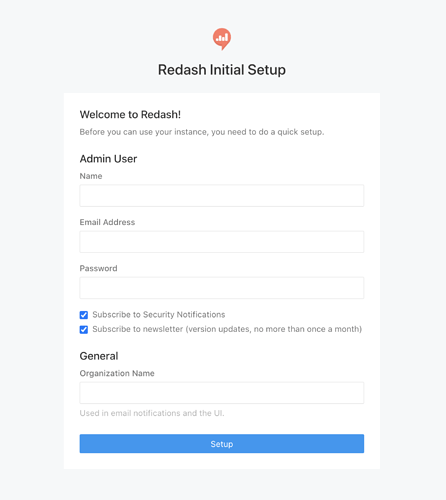 Redash Initial Setup
Welcome to Redash!
Before you can use your instance, you need to do a quick setup.
Admin User
Name
Email Address
Password
Subscribe to Security Notifications
Subscribe to newsletter (version updates, no more than once a month)
General
Organization Name
Used in email notifications and the UI.
Setup